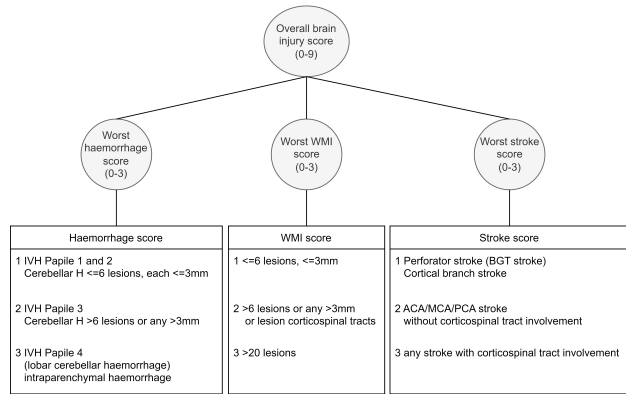 Overall brain
injury score
(0-9)
Worst
haemorrhage
score
(0-3)
Worst WMI
score
(0-3)
Worst stroke
score
(0-3)
Haemorrhage score
1 IVH Papile 1 and 2
Cerebellar H <=6 lesions, each <=3mm
2 IVH Papile 3
Cerebellar H >6 lesions or any >3mm
3 IVH Papile 4
(lobar cerebellar haemorrhage)
intraparenchymal haemorrhage
WMI score
1 <=6 lesions, <=3mm
2 >6 lesions or any >3mm
or lesion corticospinal tracts
3 >20 lesions
Stroke score
1 Perforator stroke (BGT stroke)
Cortical branch stroke
2 ACA/MCA/PCA stroke
without corticospinal tract involvement
3 any stroke with corticospinal tract involvement